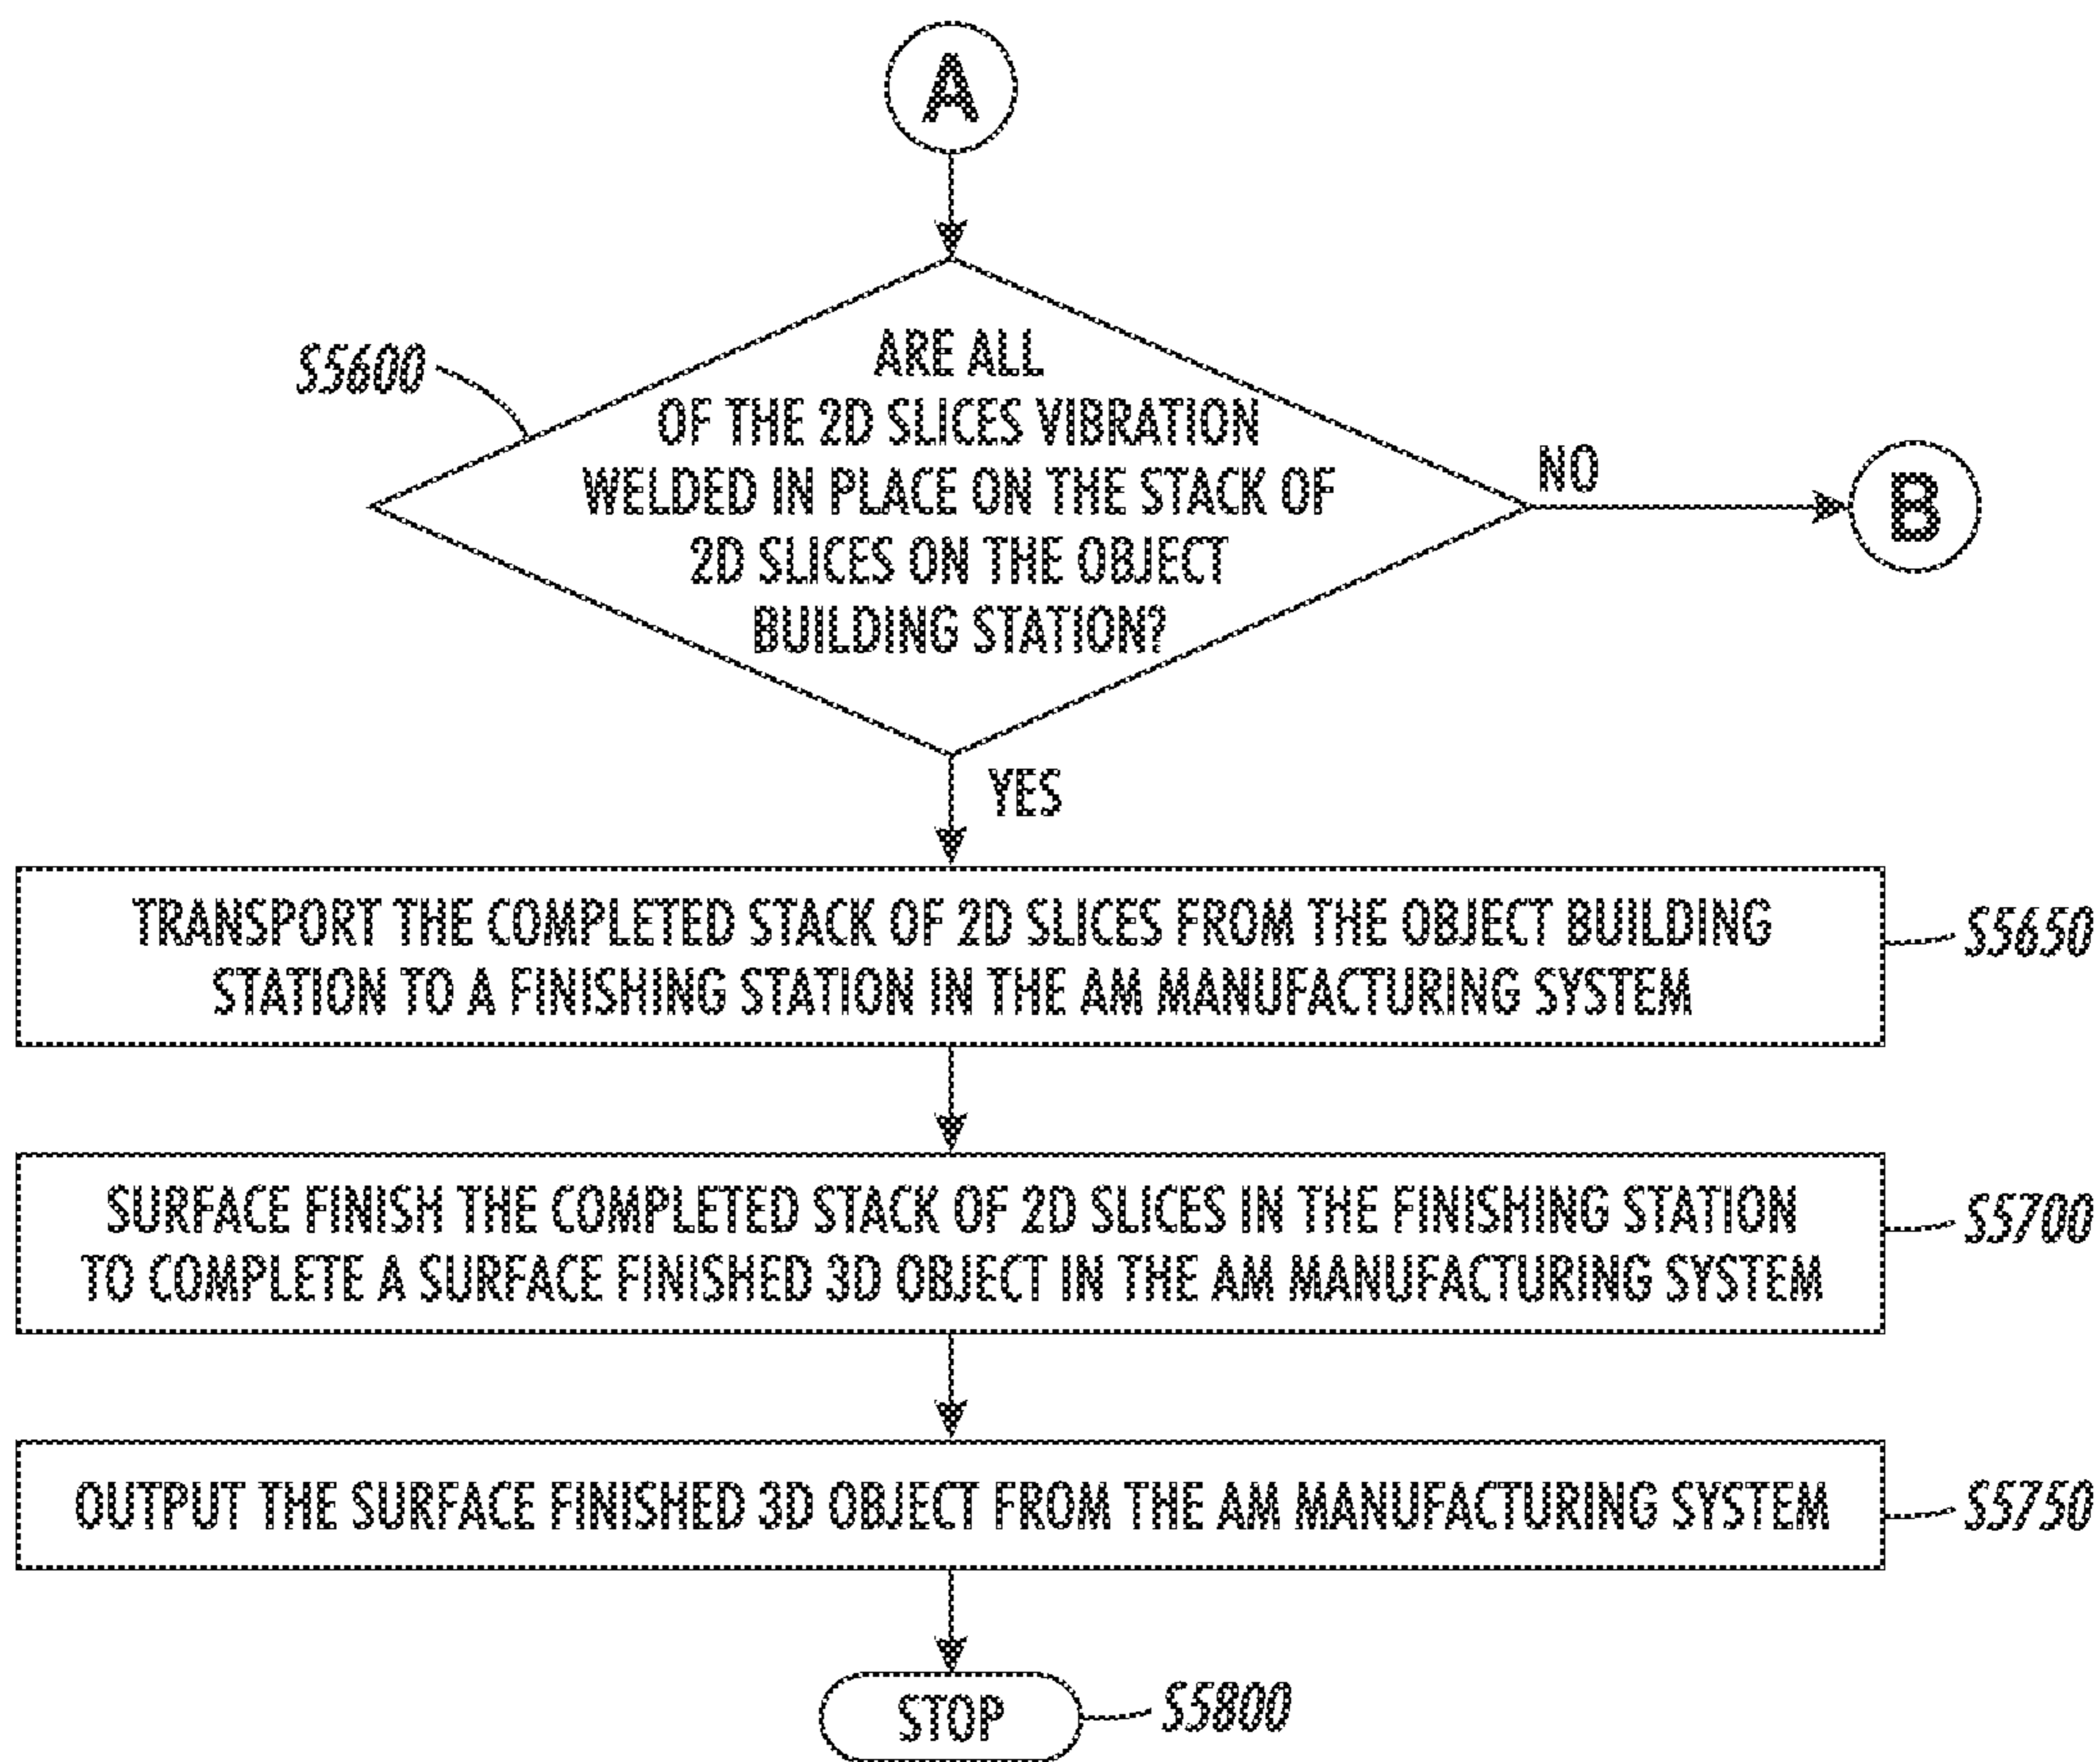 A
ARE ALL
OF THE 2D SLICES VIBRATION
WELDED IN PLACE ON THE STACK OF
2D SLICES ON THE OBJECT
BUILDING STATION?
S5600
NO
B
YES
TRANSPORT THE COMPLETED STACK OF 2D SLICES FROM THE OBJECT BUILDING
STATION TO A FINISHING STATION IN THE AM MANUFACTURING SYSTEM
S5650
SURFACE FINISH THE COMPLETED STACK OF 2D SLICES IN THE FINISHING STATION
TO COMPLETE A SURFACE FINISHED 3D OBJECT IN THE AM MANUFACTURING SYSTEM
S5700
OUTPUT THE SURFACE FINISHED 3D OBJECT FROM THE AM MANUFACTURING SYSTEM
S5750
STOP
S5800